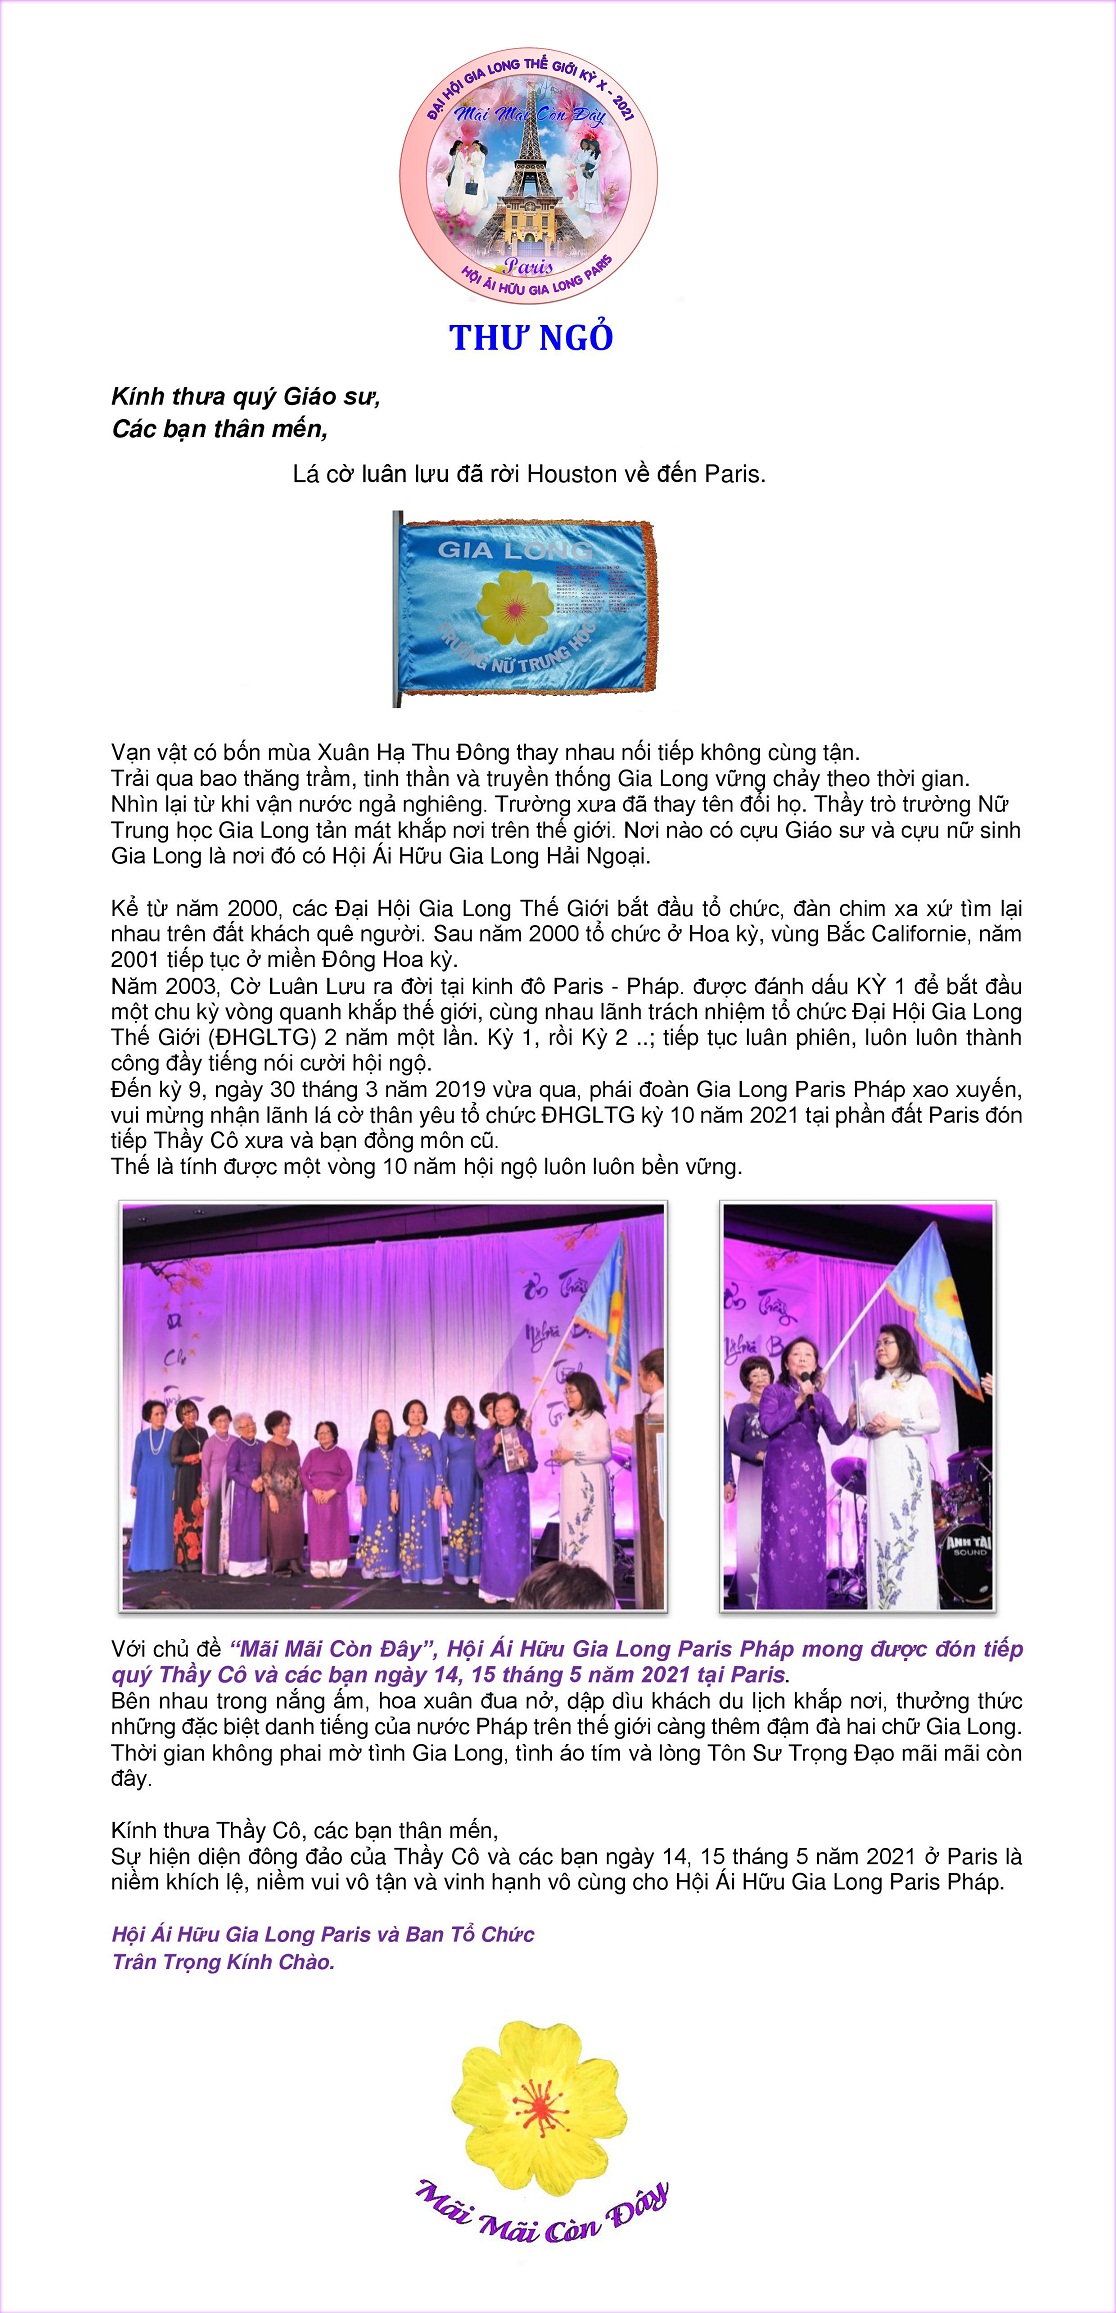 ĐẠI HỘI GIA LONG THẾ GIỚI KỲ X - 2021
Mãi Mãi Còn Đây
Paris
HỘI ÁI HỮU GIA LONG PARIS
THƯ NGỎ
Kính thưa quý Giáo sư,
Các bạn thân mến,
Lá cờ luân lưu đã rời Houston về đến Paris.
GIA LONG
TRƯỜNG NỮ TRUNG HỌC
Vạn vật có bốn mùa Xuân Hạ Thu Đông thay nhau nối tiếp không cùng tận.
Trải qua bao thăng trầm, tinh thần và truyền thống Gia Long vững chảy theo thời gian.
Nhìn lại từ khi vận nước ngả nghiêng. Trường xưa đã thay tên đổi họ. Thầy trò trường Nữ
Trung học Gia Long tản mát khắp nơi trên thế giới. Nơi nào có cựu Giáo sư và cựu nữ sinh
Gia Long là nơi đó có Hội Ái Hữu Gia Long Hải Ngoại.
Kể từ năm 2000, các Đại Hội Gia Long Thế Giới bắt đầu tổ chức, đàn chim xa xứ tìm lại
nhau trên đất khách quê người. Sau năm 2000 tổ chức ở Hoa kỳ, vùng Bắc Californie, năm
2001 tiếp tục ở miền Đông Hoa kỳ.
Năm 2003, Cờ Luân Lưu ra đời tại kinh đô Paris - Pháp. được đánh dấu KỲ 1 để bắt đầu
một chu kỳ vòng quanh khắp thế giới, cùng nhau lãnh trách nhiệm tổ chức Đại Hội Gia Long
Thế Giới (ĐHGLTG) 2 năm một lần. Kỳ 1, rồi Kỳ 2 ..; tiếp tục luân phiên, luôn luôn thành
công đầy tiếng nói cười hội ngộ.
Đến kỳ 9, ngày 30 tháng 3 năm 2019 vừa qua, phái đoàn Gia Long Paris Pháp xao xuyến,
vui mừng nhận lãnh lá cờ thân yêu tổ chức ĐHGLTG kỳ 10 năm 2021 tại phần đất Paris đón
tiếp Thầy Cô xưa và bạn đồng môn cũ.
Thế là tính được một vòng 10 năm hội ngộ luôn luôn bền vững.
Thầy
Nghĩa
Tình
Thầy
Nghĩa
ANH TÀI
SOUND
Với chủ đề “Mãi Mãi Còn Đây”, Hội Ái Hữu Gia Long Paris Pháp mong được đón tiếp
quý Thầy Cô và các bạn ngày 14, 15 tháng 5 năm 2021 tại Paris.
Bên nhau trong nắng ấm, hoa xuân đua nở, dập dìu khách du lịch khắp nơi, thưởng thức
những đặc biệt danh tiếng của nước Pháp trên thế giới càng thêm đậm đà hai chữ Gia Long.
Thời gian không phai mờ tình Gia Long, tình áo tím và lòng Tôn Sư Trọng Đạo mãi mãi còn
đây.
Kính thưa Thầy Cô, các bạn thân mến,
Sự hiện diện đông đảo của Thầy Cô và các bạn ngày 14, 15 tháng 5 năm 2021 ở Paris là
niềm khích lệ, niềm vui vô tận và vinh hạnh vô cùng cho Hội Ái Hữu Gia Long Paris Pháp.
Hội Ái Hữu Gia Long Paris và Ban Tổ Chức
Trân Trọng Kính Chào.
Mãi Mãi Còn Đây